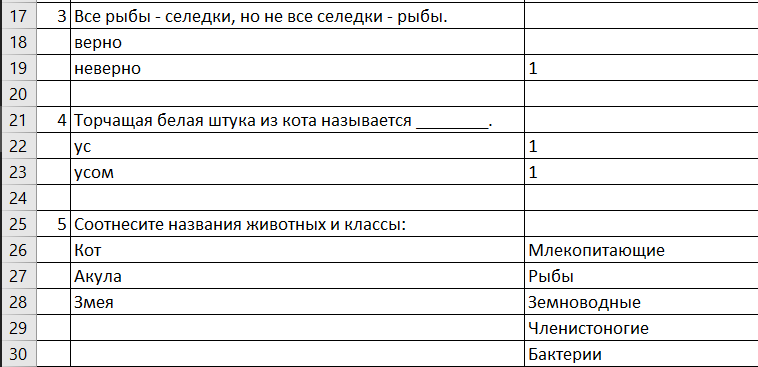 17 3 Все рыбы - селедки, но не все селедки - рыбы.
18 верно
19 неверно 1
20
21 4 Торчащая белая штука из кота называется ________.
22 ус 1
23 усом 1
24
25 5 Соотнесите названия животных и классы:
26 Кот Млекопитающие
27 Акула Рыбы
28 Змея Земноводные
29 Членистоногие
30 Бактерии